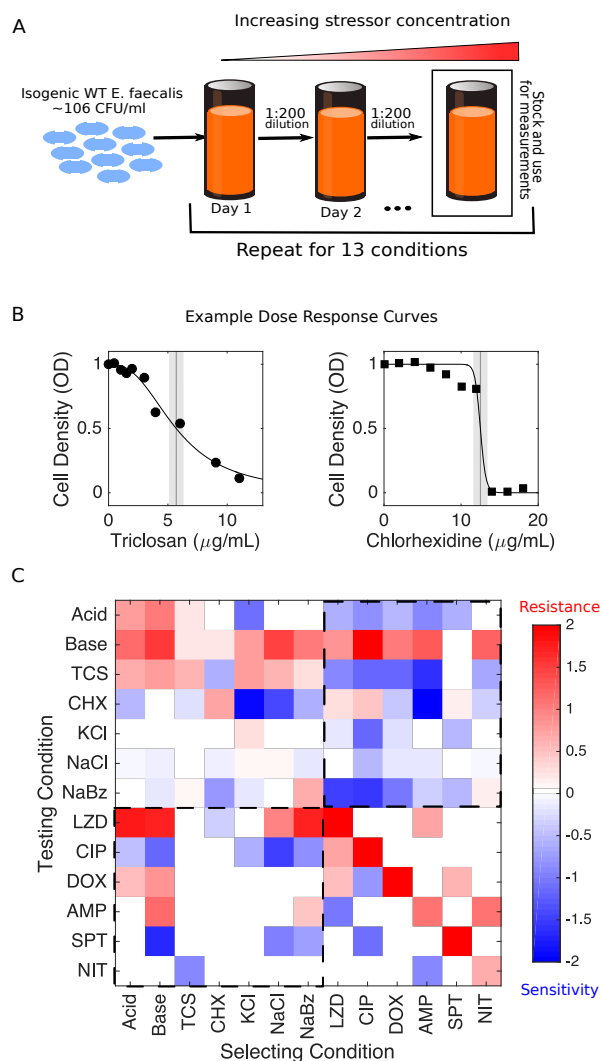 A
Increasing stressor concentration
Isogenic WT E. faecalis
~106 CFU/ml
1:200
dilution
1:200
dilution
Stock and use
for measurements
Day 1
Day 2
Repeat for 13 conditions
B
Example Dose Response Curves
Cell Density (OD)
1
0.5
0
0
5
10
Triclosan (μg/mL)
Cell Density (OD)
1
0.5
0
0
10
20
Chlorhexidine (μg/mL)
C
Testing Condition
Acid
Base
TCS
CHX
KCl
NaCl
NaBz
LZD
CIP
DOX
AMP
SPT
NIT
Acid
Base
TCS
CHX
KCl
NaCl
NaBz
LZD
CIP
DOX
AMP
SPT
NIT
Selecting Condition
Resistance
2
1.5
1
0.5
0
-0.5
-1
-1.5
-2
Sensitivity